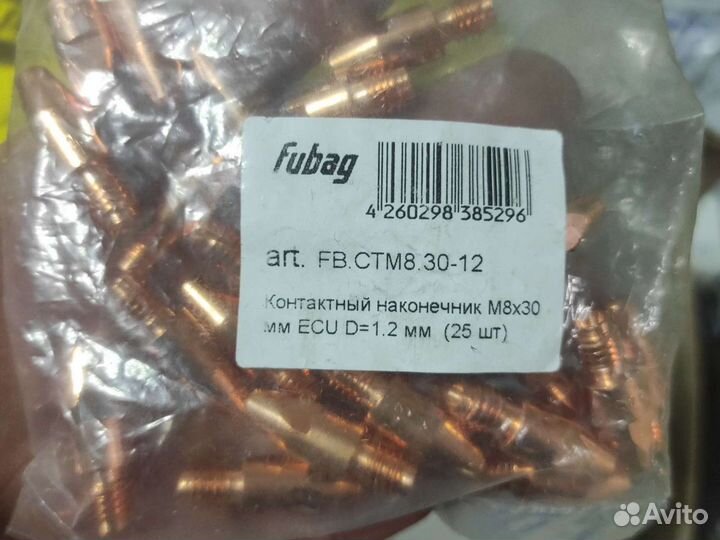 Fubag
4 260298 385296
art. FB.CTM8.30-12
Контактный наконечник M8x30
мм ECU D=1.2 мм (25 шт)
Avito